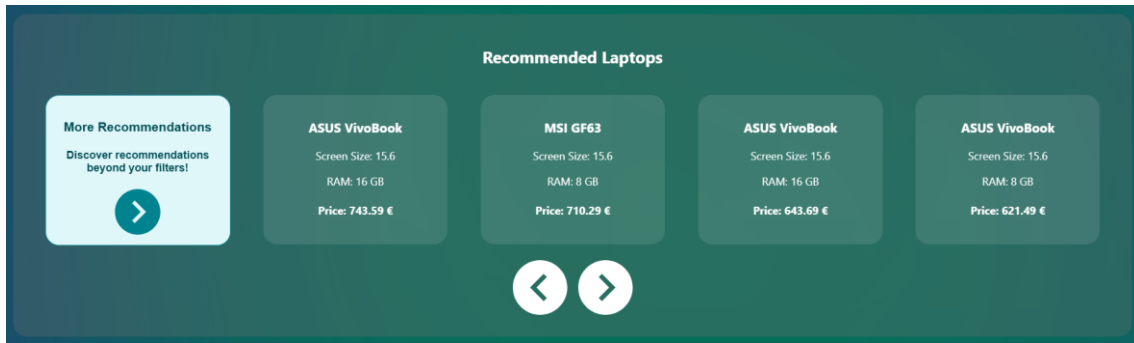 Recommended Laptops
More Recommendations
Discover recommendations
beyond your filters!
ASUS VivoBook
Screen Size: 15.6
RAM: 16 GB
Price: 743.59 €
MSI GF63
Screen Size: 15.6
RAM: 8 GB
Price: 710.29 €
ASUS VivoBook
Screen Size: 15.6
RAM: 16 GB
Price: 643.69 €
ASUS VivoBook
Screen Size: 15.6
RAM: 8 GB
Price: 621.49 €